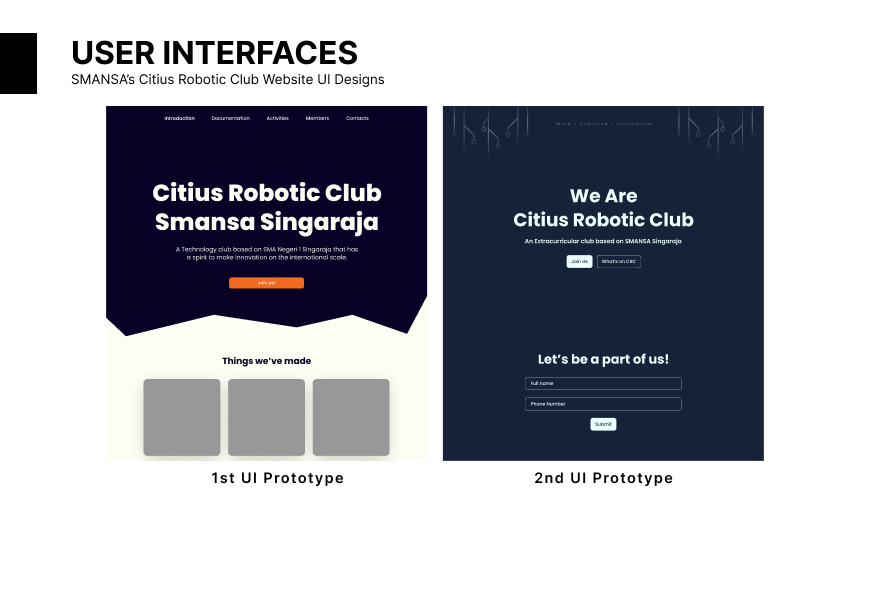 USER INTERFACES
SMANSA's Citius Robotic Club Website UI Designs
Introduction Documentation Activities Members Contacts
Citius Robotic Club
Smansa Singaraja
A Technology club based on SMA Negeri 1 Singaraja that has
a spirit to make innovation on the international scale.
Join us!
Things we've made
1st UI Prototype
Wise - Creative - Innovative
We Are
Citius Robotic Club
An Extracurricular club based on SMANSA Singaraja
Join Us What's on CRC
Let's be a part of us!
Full name
Phone Number
Submit
2nd UI Prototype